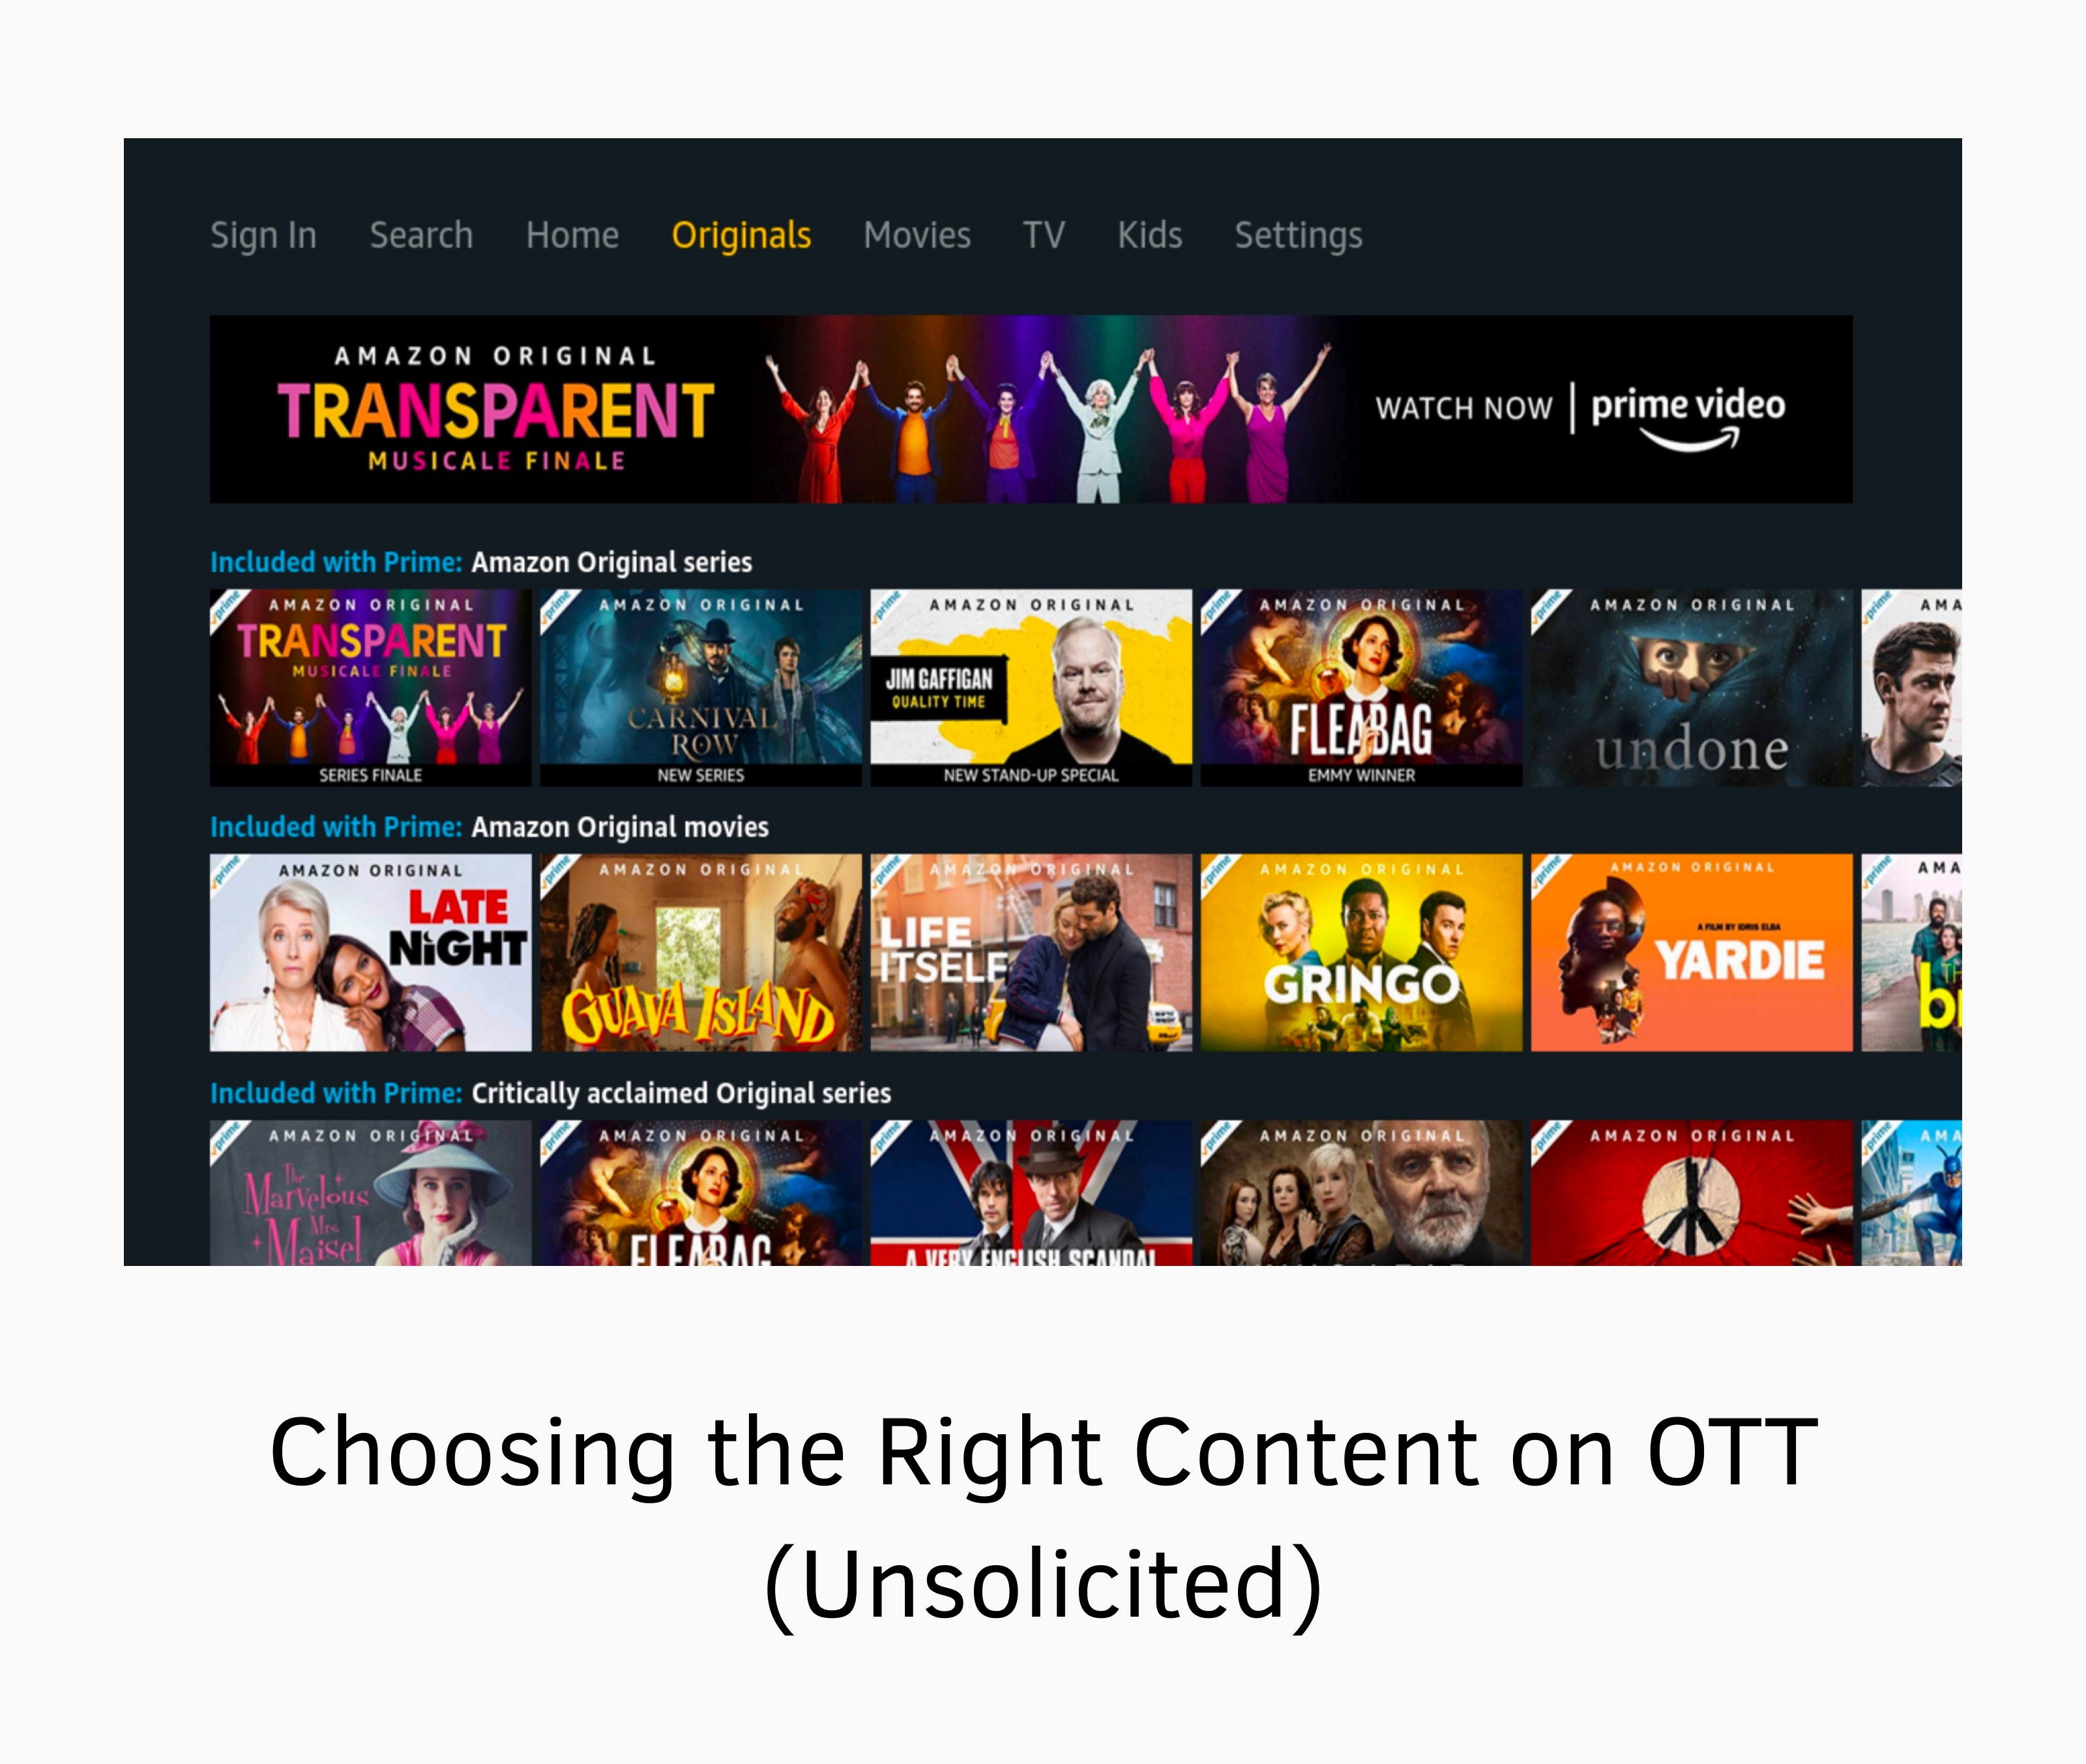 Sign In Search Home Originals Movies TV Kids Settings
AMAZON ORIGINAL
TRANSPARENT
MUSICALE FINALE
WATCH NOW | prime video
Included with Prime: Amazon Original series
prime AMAZON ORIGINAL
TRANSPARENT
MUSICALE FINALE
SERIES FINALE
prime AMAZON ORIGINAL
CARNIVAL
ROW
NEW SERIES
prime AMAZON ORIGINAL
JIM GAFFIGAN
QUALITY TIME
NEW STAND-UP SPECIAL
prime AMAZON ORIGINAL
FLEABAG
EMMY WINNER
prime AMAZON ORIGINAL
undone
prime AMA
Included with Prime: Amazon Original movies
prime AMAZON ORIGINAL
LATE
NiGHT
prime AMAZON ORIGINAL
GUAVA ISLAND
prime AMAZON ORIGINAL
LIFE
ITSELF
prime AMAZON ORIGINAL
GRINGO
prime AMAZON ORIGINAL
A FILM BY IDRIS ELBA
YARDIE
prime AMA
TH
Included with Prime: Critically acclaimed Original series
prime AMAZON ORIGINAL
The
Marvelous
Mrs.
Maisel
prime AMAZON ORIGINAL
FLEABAG
prime AMAZON ORIGINAL
A VERY ENGLISH SCANDAL
prime AMAZON ORIGINAL
prime AMAZON ORIGINAL
prime AMA
Choosing the Right Content on OTT
(Unsolicited)